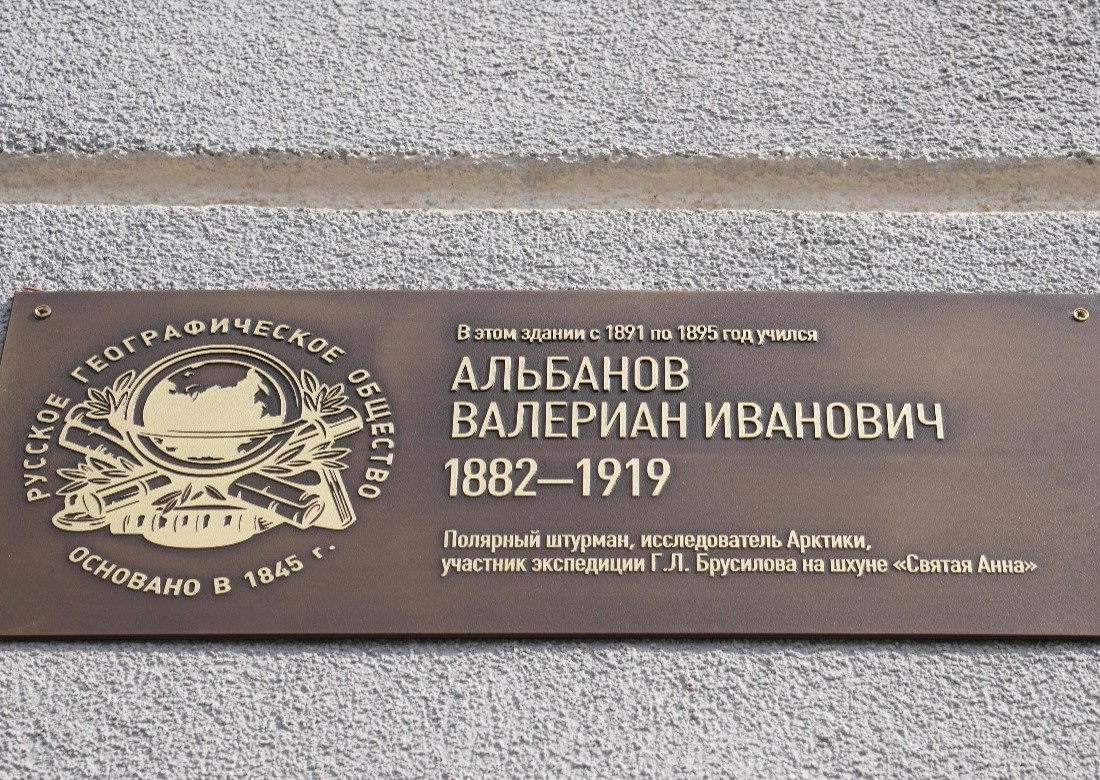 РУССКОЕ ГЕОГРАФИЧЕСКОЕ ОБЩЕСТВО
ОСНОВАНО В 1845 г.
В этом здании с 1891 по 1895 год учился
АЛЬБАНОВ
ВАЛЕРИАН ИВАНОВИЧ
1882—1919
Полярный штурман, исследователь Арктики,
участник экспедиции Г.Л. Брусилова на шхуне «Святая Анна»